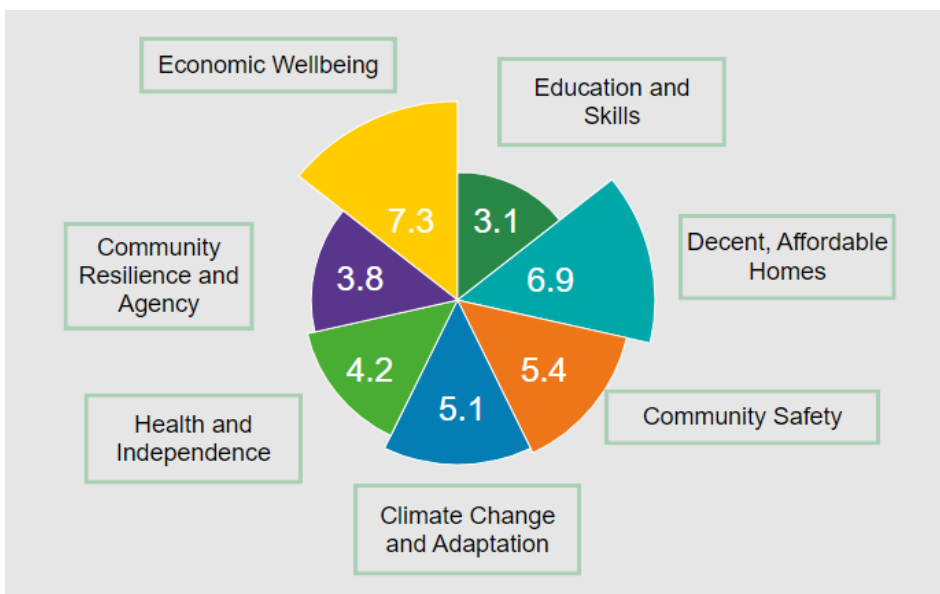 Economic Wellbeing
Education and
Skills
7.3
3.1
Decent, Affordable
Homes
Community
Resilience and
Agency
3.8
6.9
4.2
5.4
5.1
Health and
Independence
Community Safety
Climate Change
and Adaptation